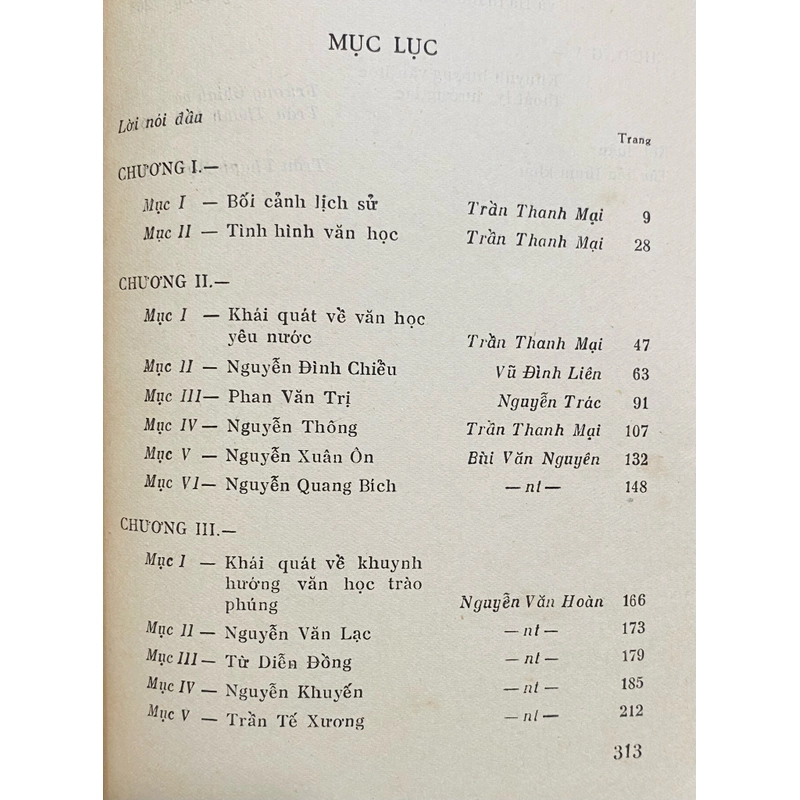 MỤC LỤC
Lời nói đầu
Trang
CHƯƠNG I.—
Mục I — Bối cảnh lịch sử Trần Thanh Mại 9
Mục II — Tình hình văn học Trần Thanh Mại 28
CHƯƠNG II.—
Mục I — Khái quát về văn học
yêu nước Trần Thanh Mại 47
Mục II — Nguyễn Đình Chiểu Vũ Đình Liên 63
Mục III— Phan Văn Trị Nguyễn Trác 91
Mục IV — Nguyễn Thông Trần Thanh Mại 107
Mục V — Nguyễn Xuân Ôn Bùi Văn Nguyên 132
Mục VI— Nguyễn Quang Bích —nt— 148
CHƯƠNG III.—
Mục I — Khái quát về khuynh
hướng văn học trào
phúng Nguyễn Văn Hoàn 166
Mục II — Nguyễn Văn Lạc —nt— 173
Mục III — Từ Diễn Đồng —nt— 179
Mục IV — Nguyễn Khuyến —nt— 185
Mục V — Trần Tế Xương —nt— 212
313